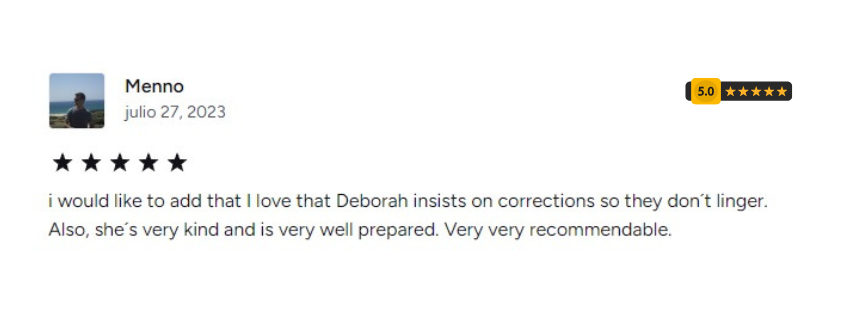 Menno
julio 27, 2023
5.0
i would like to add that I love that Deborah insists on corrections so they don´t linger.
Also, she´s very kind and is very well prepared. Very very recommendable.